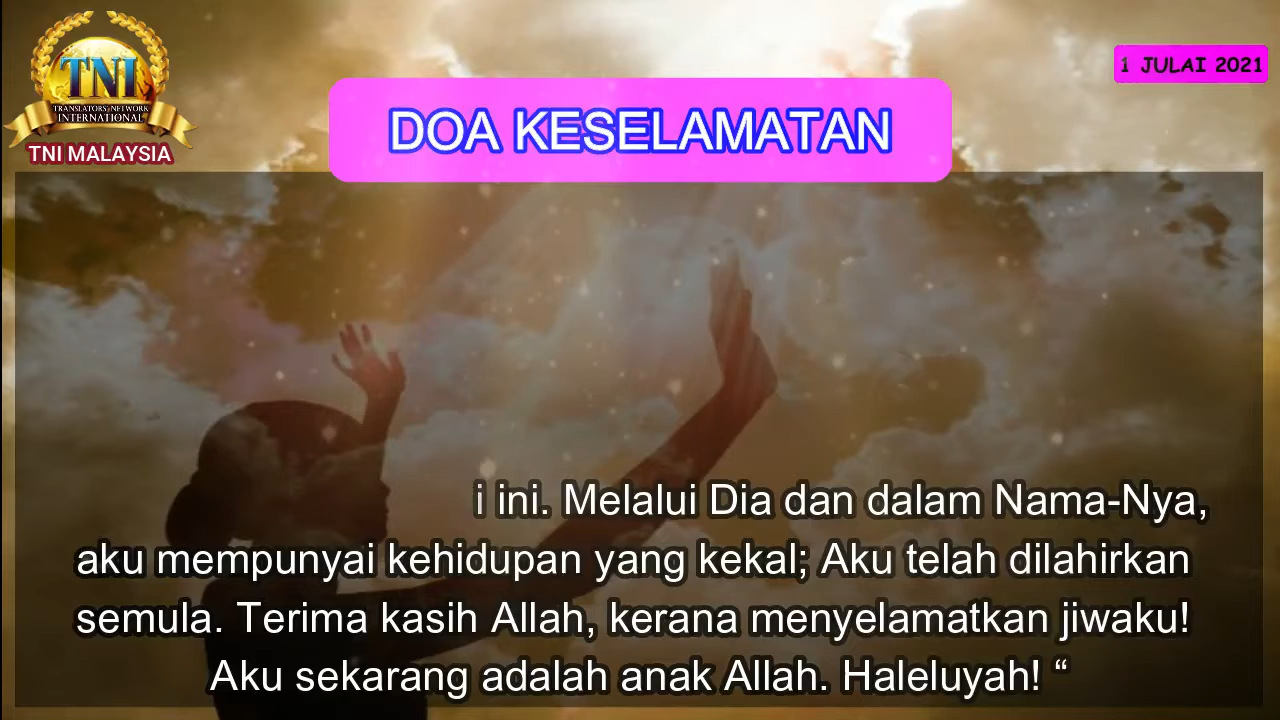 TNI
TRANSLATORS' NETWORK
INTERNATIONAL
TNI MALAYSIA
1 JULAI 2021
DOA KESELAMATAN
i ini. Melalui Dia dan dalam Nama-Nya,
aku mempunyai kehidupan yang kekal; Aku telah dilahirkan
semula. Terima kasih Allah, kerana menyelamatkan jiwaku!
Aku sekarang adalah anak Allah. Haleluyah! “